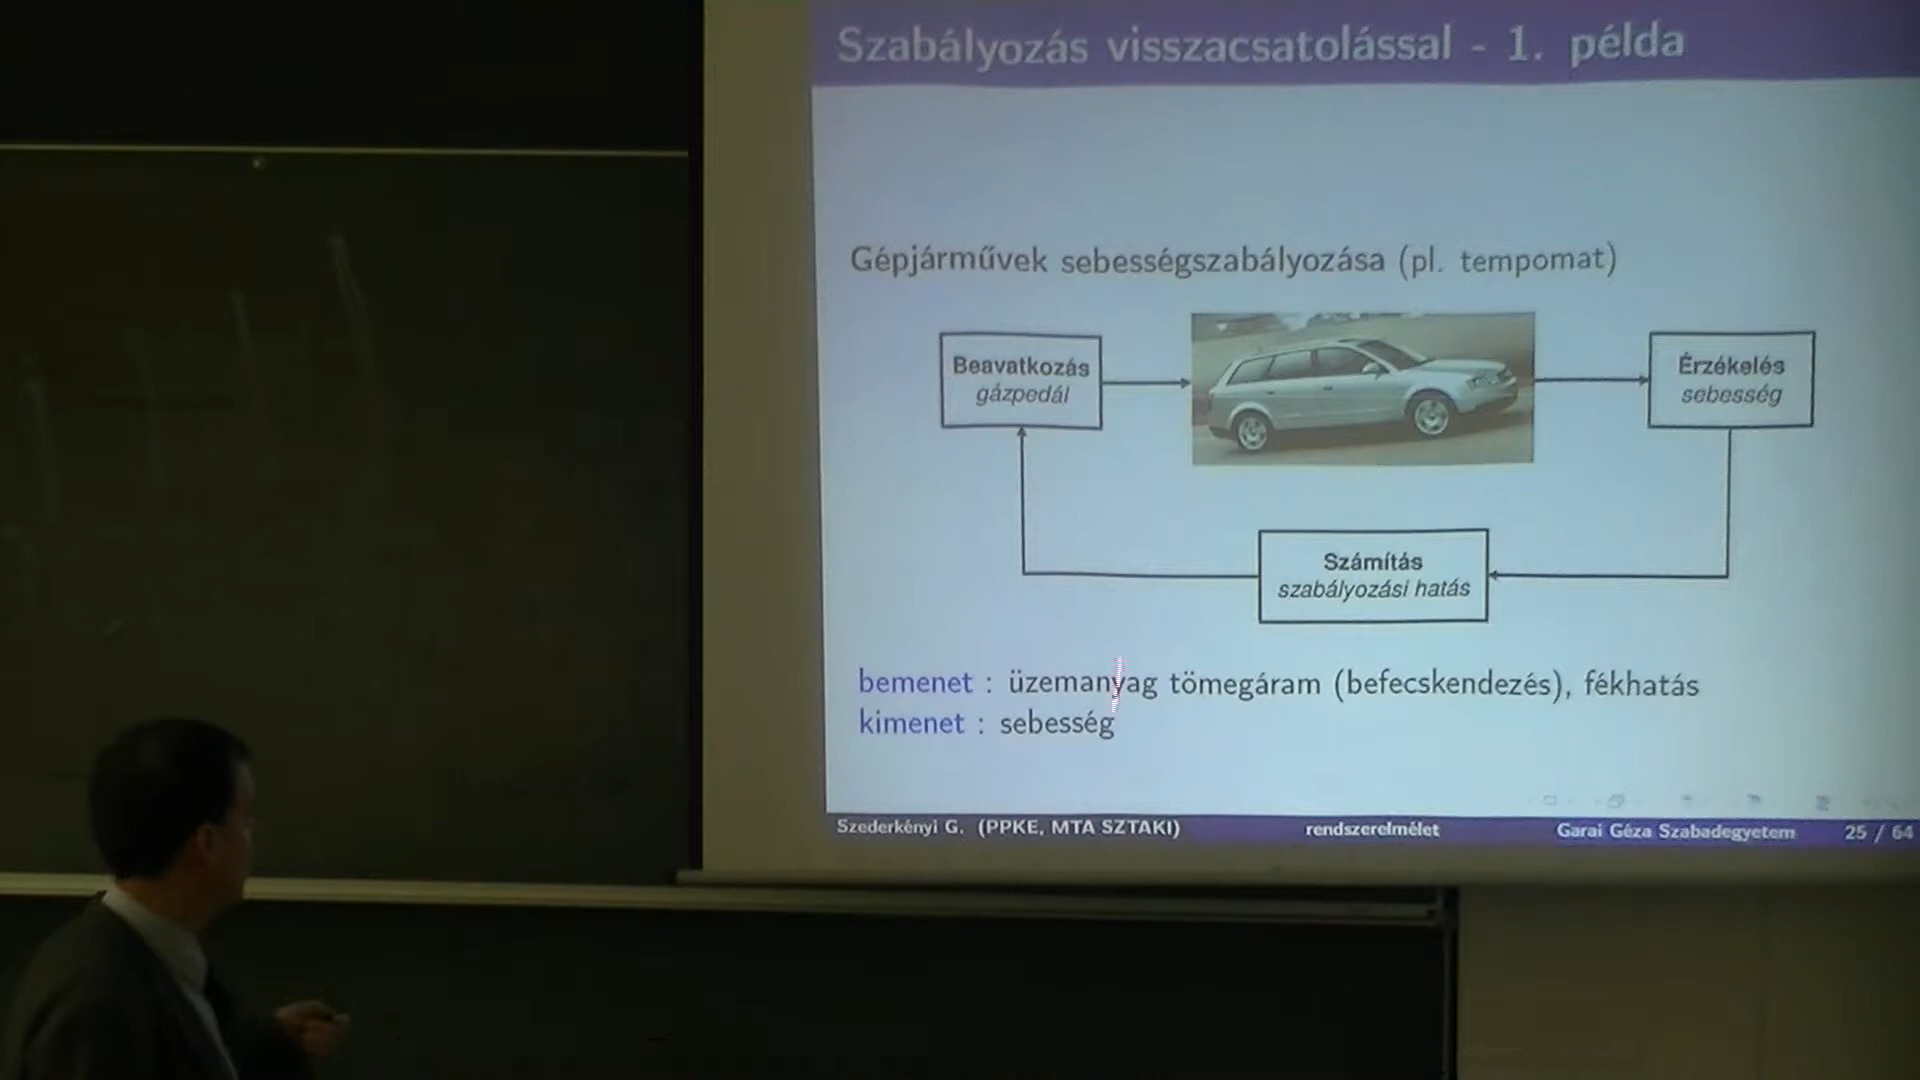 Szabályozás visszacsatolással - 1. példa
Gépjárművek sebességszabályozása (pl. tempomat)
Beavatkozás
gázpedál
Érzékelés
sebesség
Számítás
szabályozási hatás
bemenet : üzemanyag tömegáram (befecskendezés), fékhatás
kimenet : sebesség
Szederkényi G. (PPKE, MTA SZTAKI) rendszerelmélet Garai Géza Szabadegyetem 25 / 64